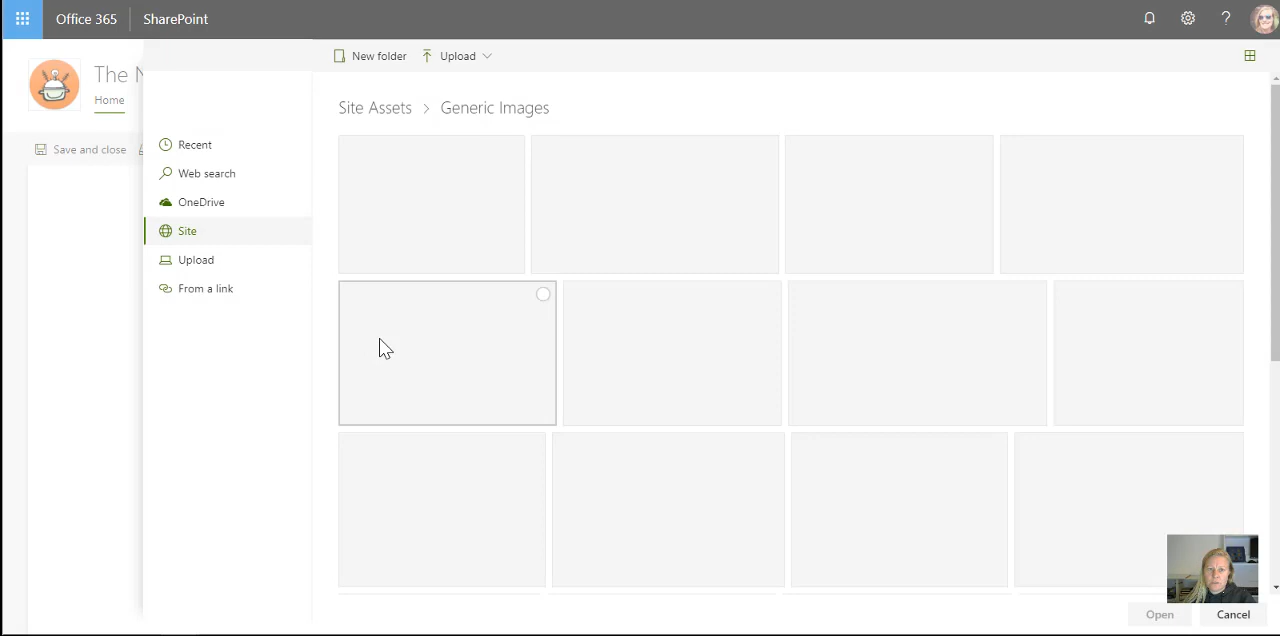 Office 365
SharePoint
?
New folder
Upload
The N
Home
Site Assets > Generic Images
Save and close
Recent
Web search
OneDrive
Site
Upload
From a link
Open
Cancel